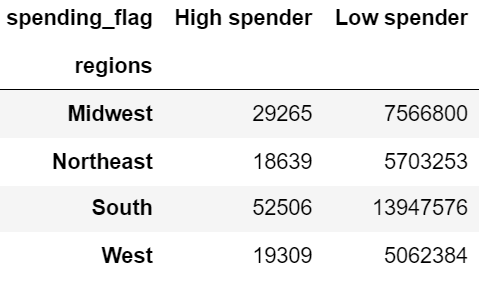 spending_flag High spender Low spender
regions
Midwest 29265 7566800
Northeast 18639 5703253
South 52506 13947576
West 19309 5062384